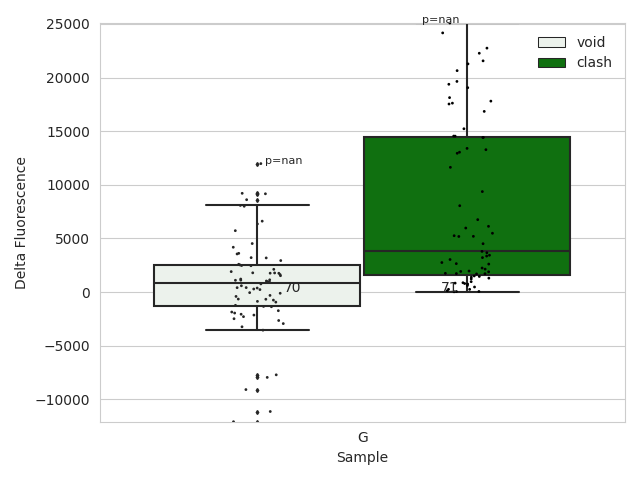 25000
20000
15000
10000
5000
0
−5000
−10000
Delta Fluorescence
p=nan
p=nan
70
71
void
clash
G
Sample